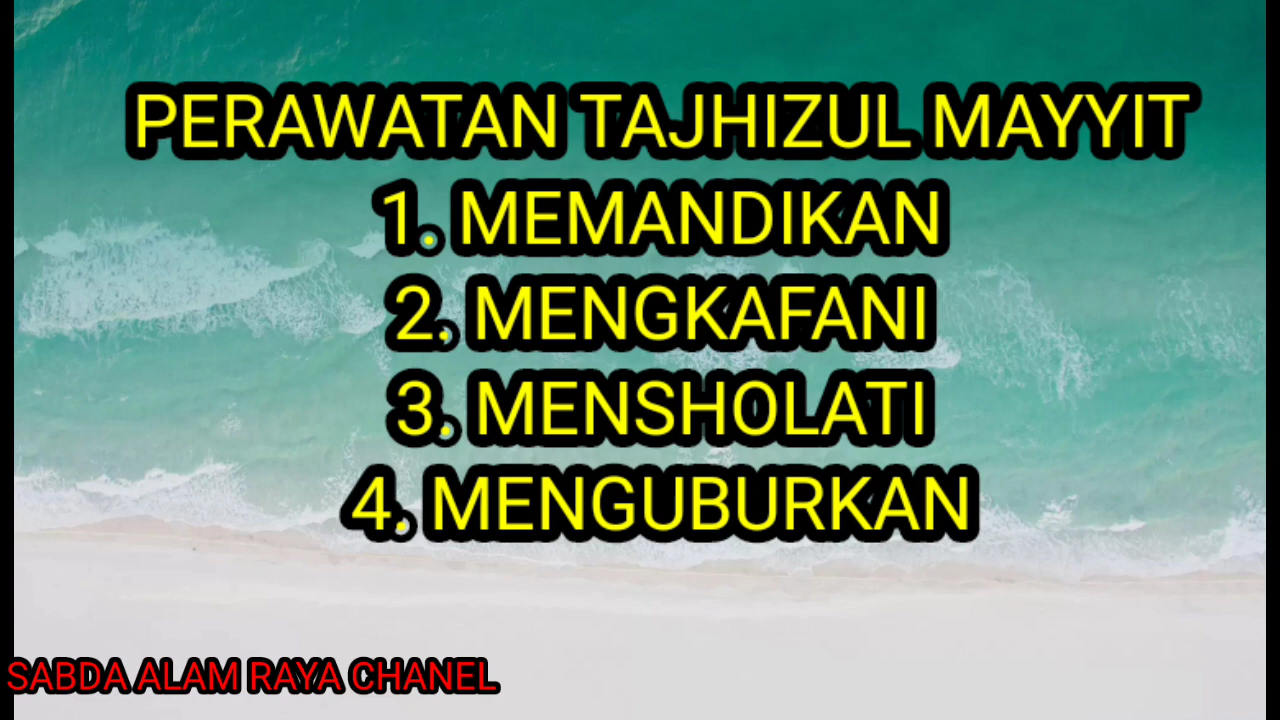 PERAWATAN TAJHIZUL MAYYIT
1. MEMANDIKAN
2. MENGKAFANI
3. MENSHOLATI
4. MENGUBURKAN
SABDA ALAM RAYA CHANEL